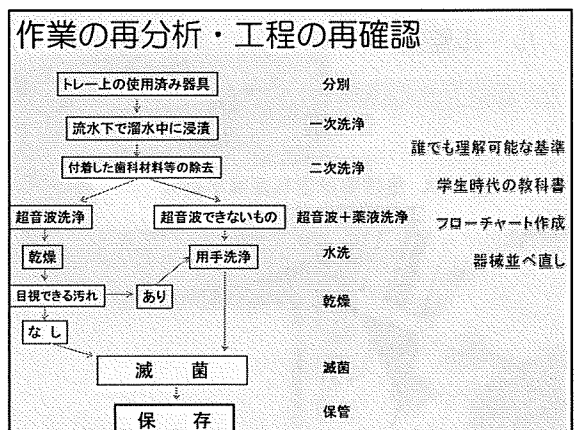 作業の再分析・工程の再確認
トレー上の使用済み器具 分別
流水下で溜水中に浸漬 一次洗浄
誰でも理解可能な基準
付着した歯科材料等の除去 二次洗浄
学生時代の教科書
超音波洗浄 超音波できないもの 超音波＋薬液洗浄
フローチャート作成
乾燥 用手洗浄 水洗
器械並べ直し
目視できる汚れ あり 乾燥
なし
滅 菌 滅菌
保 存 保管